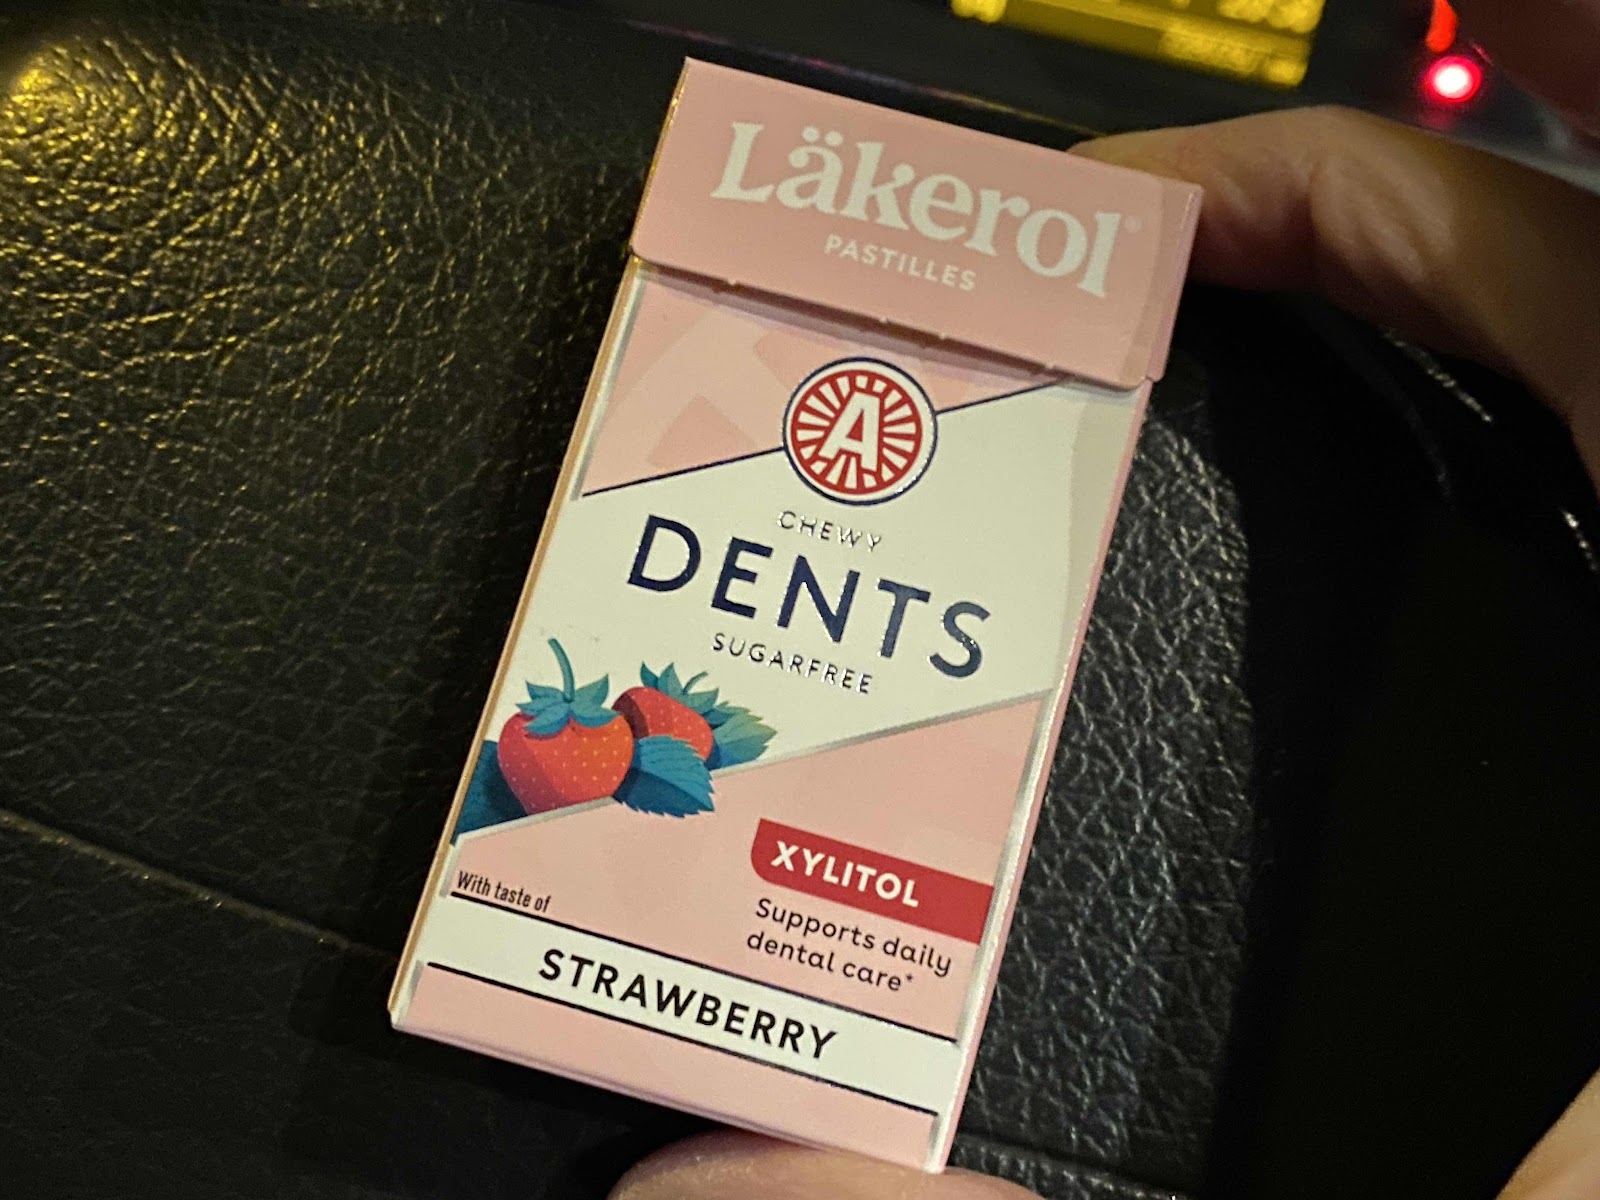 Läkerol®
PASTILLES
A
CHEWY
DENTS
SUGARFREE
XYLITOL
Supports daily
dental care*
With taste of
STRAWBERRY